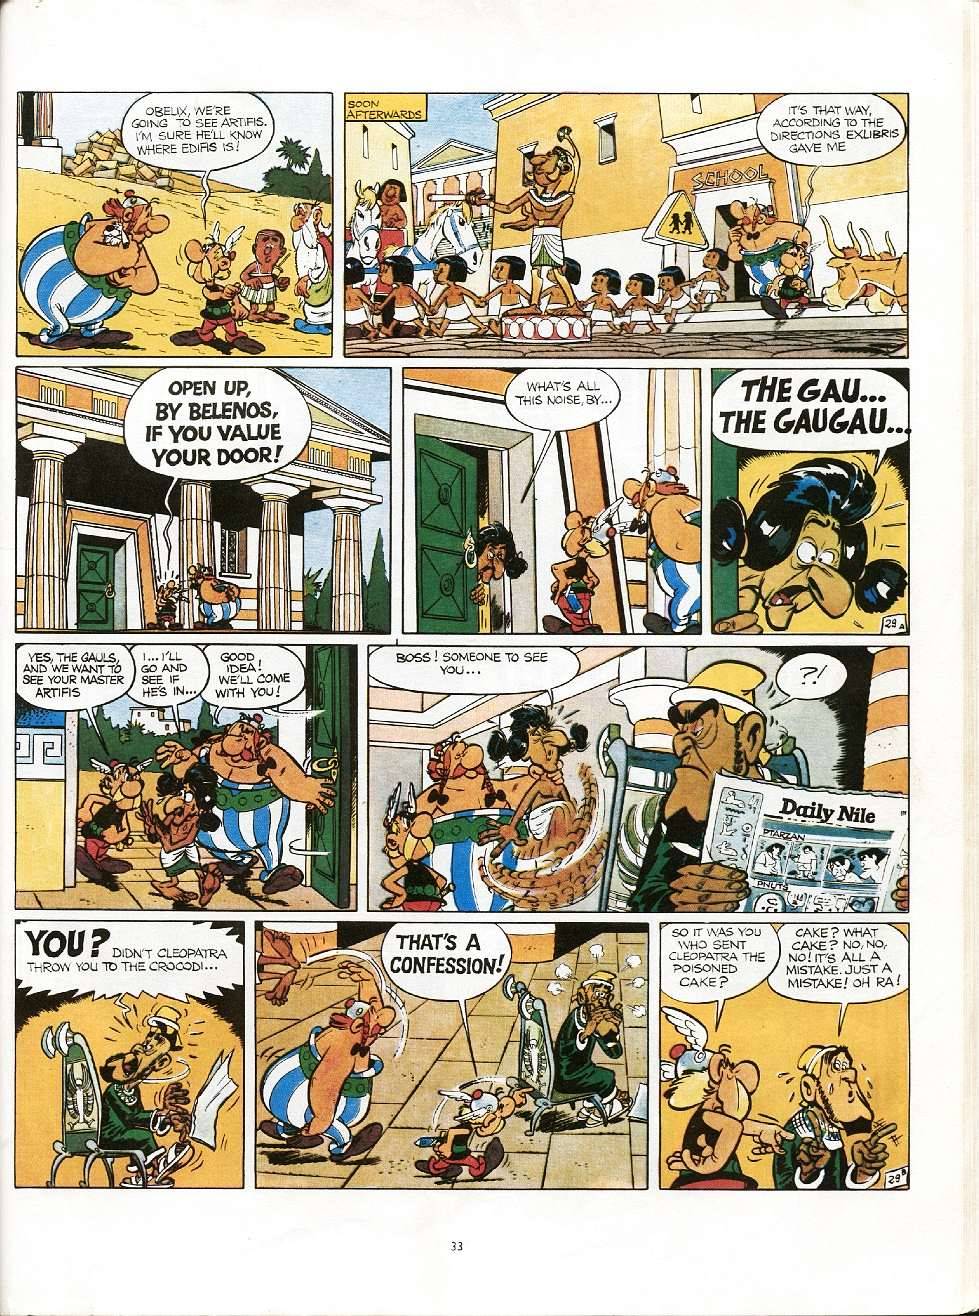 OBELIX, WE'RE
GOING TO SEE ARTIFIS.
I'M SURE HE'LL KNOW
WHERE EDIFIS IS!
SOON
AFTERWARDS
IT'S THAT WAY,
ACCORDING TO THE
DIRECTIONS EXLIBRIS
GAVE ME
SCHOOL
OPEN UP,
BY BELENOS,
IF YOU VALUE
YOUR DOOR!
WHAT'S ALL
THIS NOISE, BY...
THE GAU...
THE GAUGAU...
29A
YES, THE GAULS,
AND WE WANT TO
SEE YOUR MASTER
ARTIFIS
I...I'LL
GO AND
SEE IF
HE'S IN...
GOOD
IDEA!
WE'LL COME
WITH YOU!
BOSS! SOMEONE TO SEE
YOU...
?!
Daily Nile
PTARZAN
PNUTS
YOU? DIDN'T CLEOPATRA
THROW YOU TO THE CROCODI...
THAT'S A
CONFESSION!
SO IT WAS YOU
WHO SENT
CLEOPATRA THE
POISONED
CAKE?
CAKE? WHAT
CAKE? NO, NO,
NO! IT'S ALL A
MISTAKE. JUST A
MISTAKE! OH RA!
29B
33